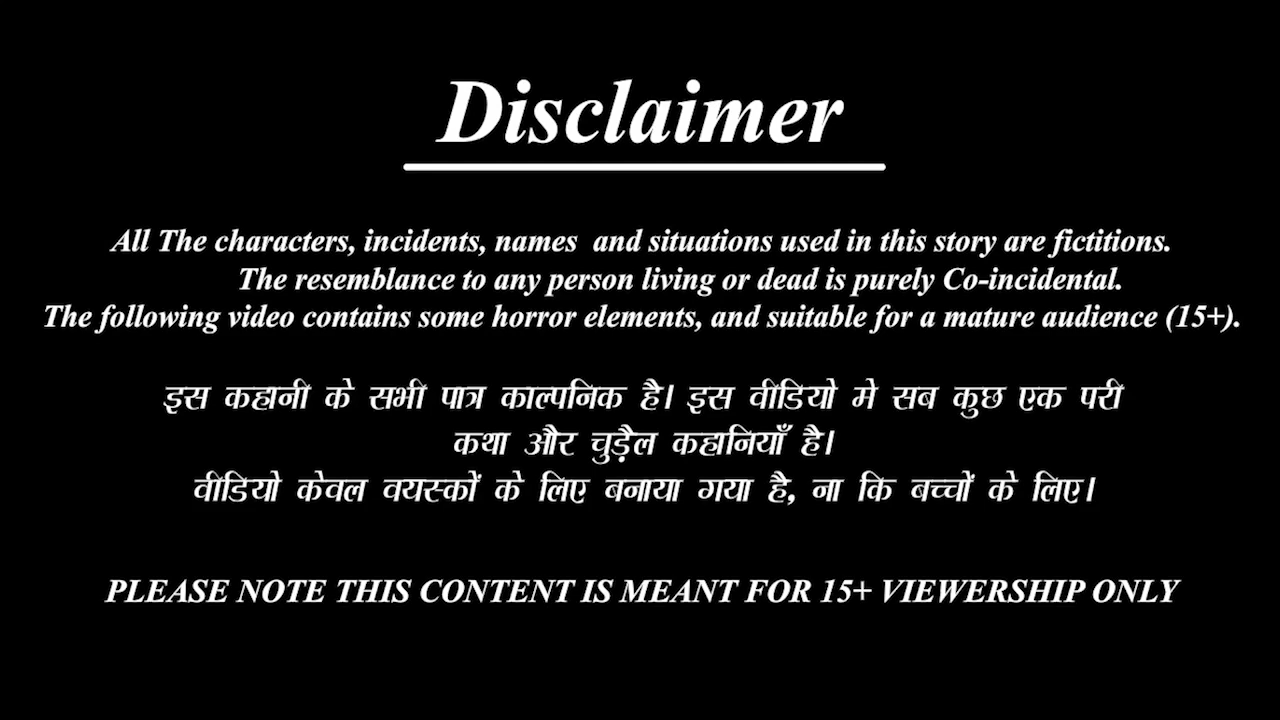 Disclaimer
All The characters, incidents, names and situations used in this story are fictitions.
The resemblance to any person living or dead is purely Co-incidental.
The following video contains some horror elements, and suitable for a mature audience (15+).
इस कहानी के सभी पात्र काल्पनिक है। इस वीडियो मे सब कुछ एक परी
कथा और चुड़ैल कहानियाँ है।
वीडियो केवल वयस्कों के लिए बनाया गया है, ना कि बच्चों के लिए।
PLEASE NOTE THIS CONTENT IS MEANT FOR 15+ VIEWERSHIP ONLY